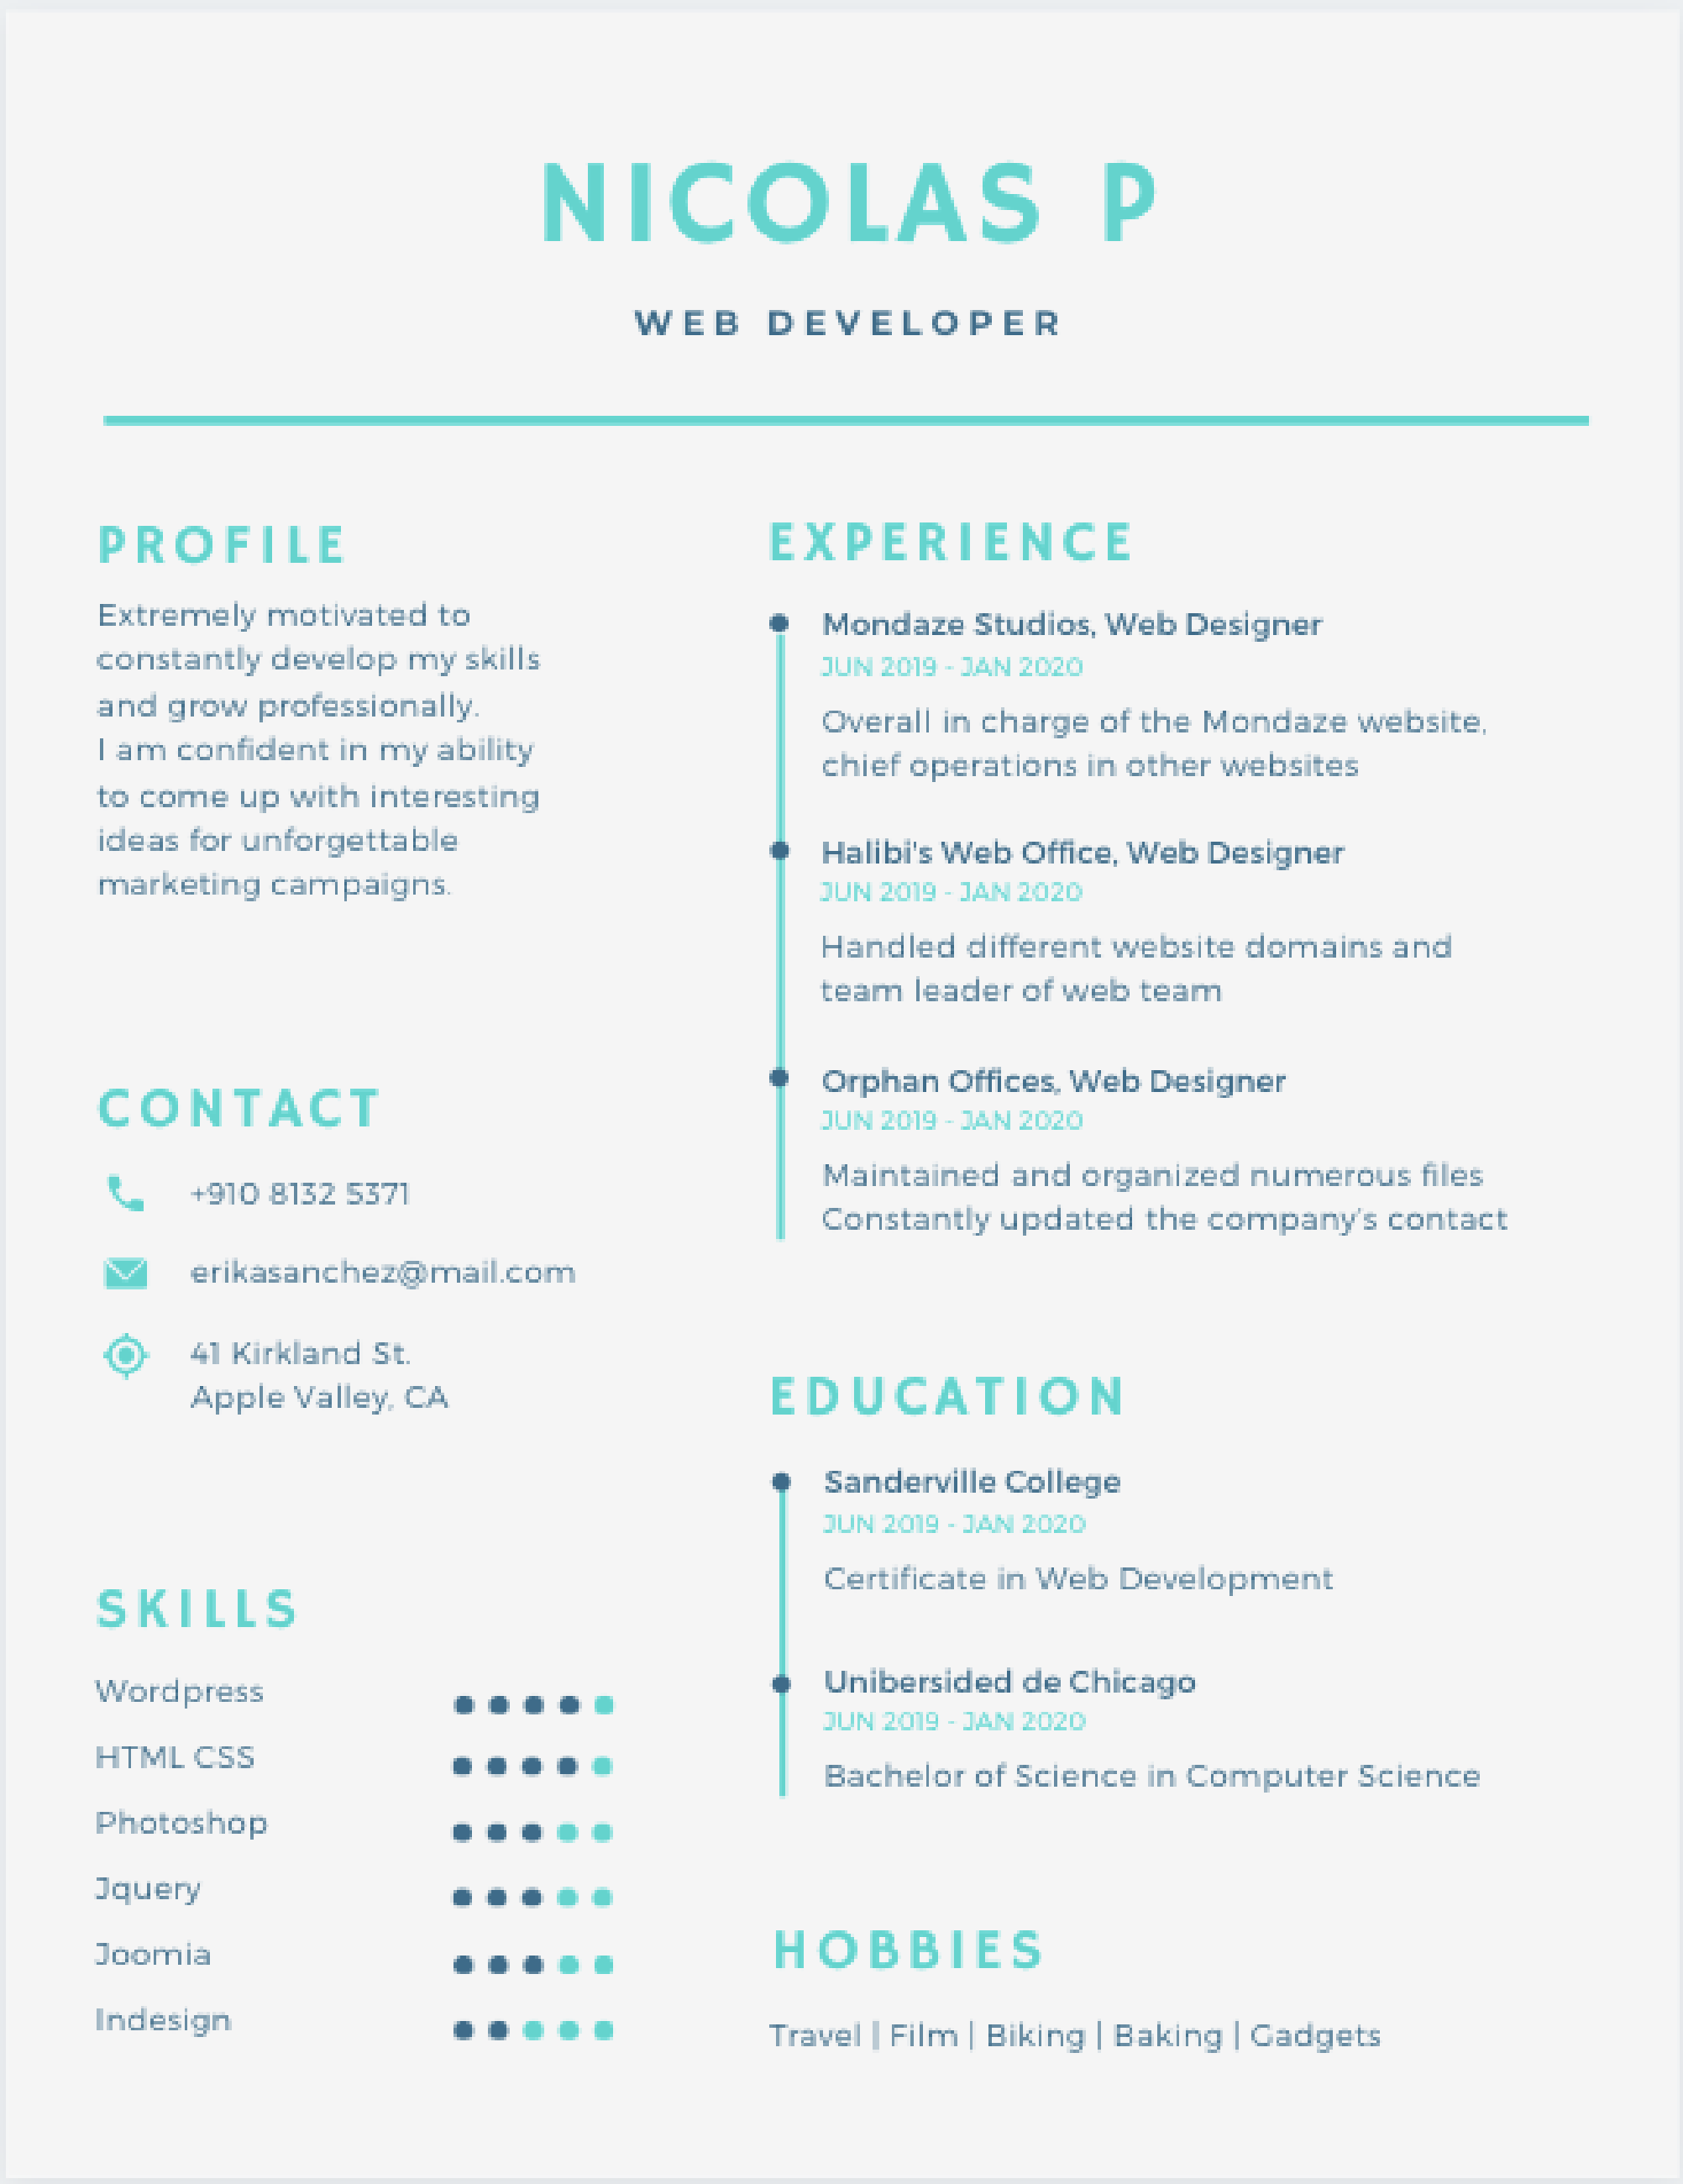 NICOLAS P
WEB DEVELOPER
PROFILE
Extremely motivated to
constantly develop my skills
and grow professionally.
I am confident in my ability
to come up with interesting
ideas for unforgettable
marketing campaigns.
CONTACT
+910 8132 5371
erikasanchez@mail.com
41 Kirkland St.
Apple Valley, CA
SKILLS
Wordpress
HTML CSS
Photoshop
Jquery
Joomia
Indesign
EXPERIENCE
Mondaze Studios, Web Designer
JUN 2019 - JAN 2020
Overall in charge of the Mondaze website,
chief operations in other websites
Halibi's Web Office, Web Designer
JUN 2019 - JAN 2020
Handled different website domains and
team leader of web team
Orphan Offices, Web Designer
JUN 2019 - JAN 2020
Maintained and organized numerous files
Constantly updated the company's contact
EDUCATION
Sanderville College
JUN 2019 - JAN 2020
Certificate in Web Development
Unibersided de Chicago
JUN 2019 - JAN 2020
Bachelor of Science in Computer Science
HOBBIES
Travel | Film | Biking | Baking | Gadgets